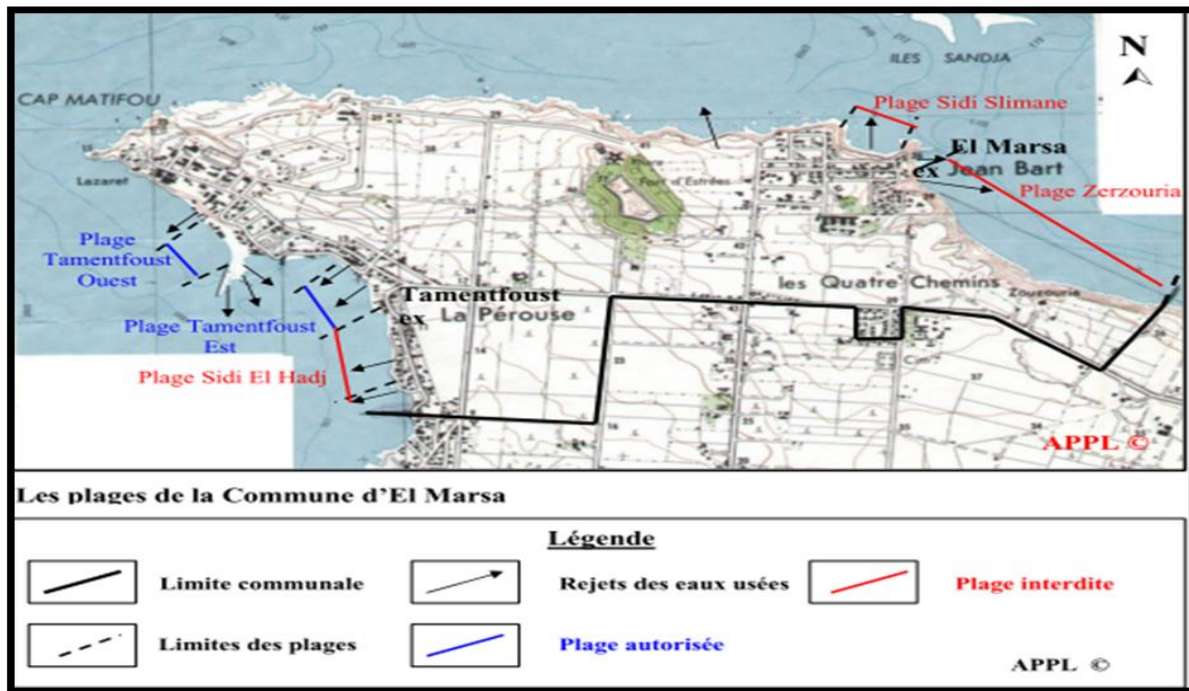 N
ILES SANDJA
CAP MATIFOU
Plage Sidi Slimane
El Marsa
ex Jean Bart
Fort d'Estrées
Lazaret
Plage Zerzouria
Plage
Tamentfoust
Ouest
Tamentfoust
ex La Pérouse
les Quatre Chemins
Zouzouria
Plage Tamentfoust
Est
Plage Sidi El Hadj
APPL ©
Les plages de la Commune d'El Marsa
Légende
Limite communale
Rejets des eaux usées
Plage interdite
Limites des plages
Plage autorisée
APPL ©